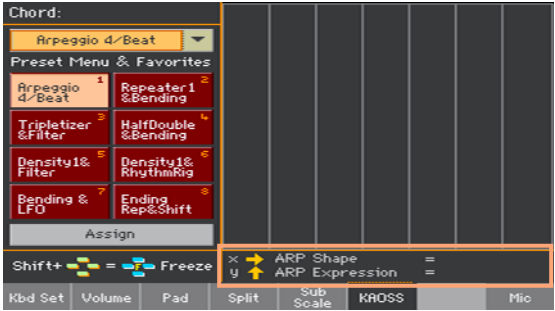 Chord:
Arpeggio 4/Beat
Preset Menu & Favorites
Arpeggio 4/Beat 1
Repeater1 &Bending 2
Tripletizer &Filter 3
HalfDouble &Bending 4
Density1& Filter 5
Density1& RhythmRig 6
Bending & LFO 7
Ending Rep&Shift 8
Assign
Shift+ = F Freeze
x ARP Shape =
y ARP Expression =
Kbd Set Volume Pad Split Sub Scale KAOSS Mic